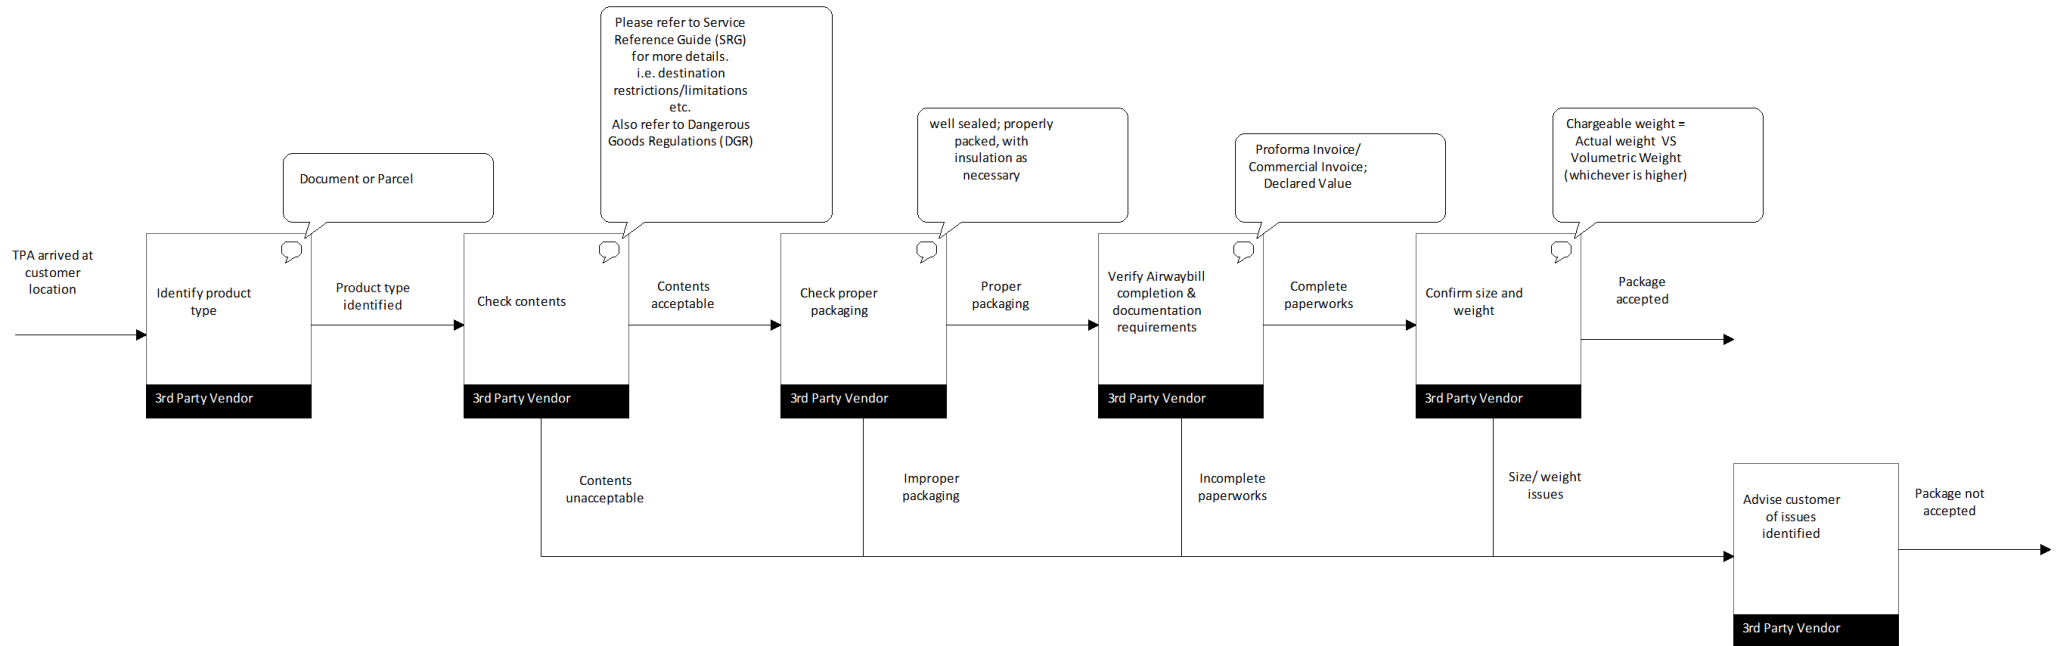 Please refer to Service
Reference Guide (SRG)
for more details.
i.e. destination
restrictions/limitations
etc.
Also refer to Dangerous
Goods Regulations (DGR)
Document or Parcel
well sealed; properly
packed, with
insulation as
necessary
Proforma Invoice/
Commercial Invoice;
Declared Value
Chargeable weight =
Actual weight VS
Volumetric Weight
(whichever is higher)
TPA arrived at
customer
location
Identify product
type
3rd Party Vendor
Product type
identified
Check contents
3rd Party Vendor
Contents
acceptable
Check proper
packaging
3rd Party Vendor
Proper
packaging
Verify Airwaybill
completion &
documentation
requirements
3rd Party Vendor
Complete
paperworks
Confirm size and
weight
3rd Party Vendor
Package
accepted
Contents
unacceptable
Improper
packaging
Incomplete
paperworks
Size/ weight
issues
Advise customer
of issues
identified
3rd Party Vendor
Package not
accepted